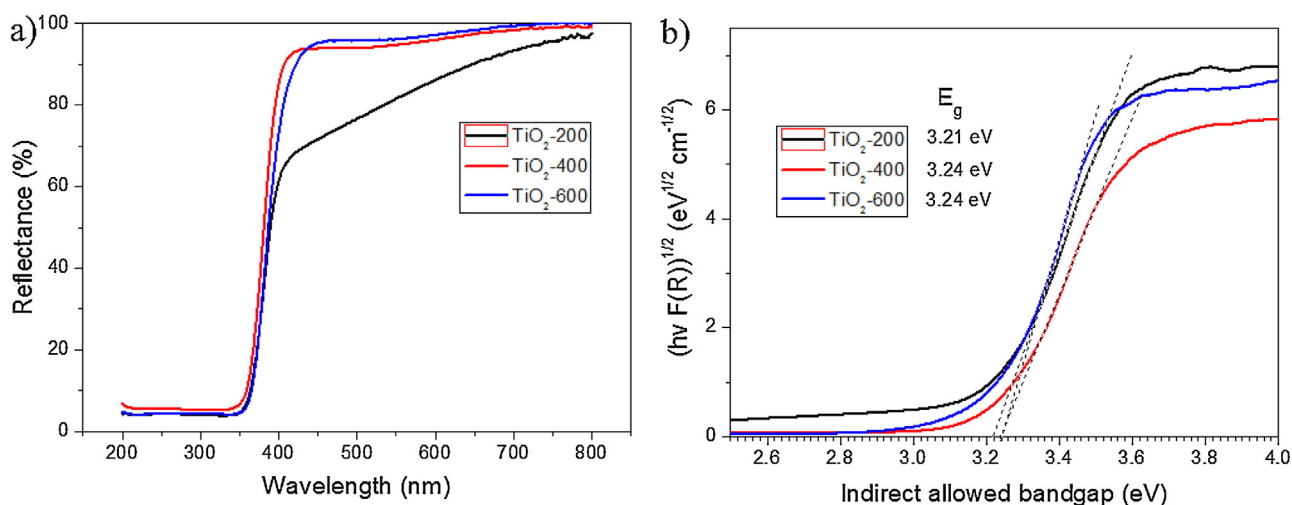 a)
100
80
60
40
20
0
Reflectance (%)
TiO2-200
TiO2-400
TiO2-600
200 300 400 500 600 700 800
Wavelength (nm)
b)
6
4
2
0
(hν F(R))^1/2 (eV^1/2 cm^-1/2)
Eg
TiO2-200 3.21 eV
TiO2-400 3.24 eV
TiO2-600 3.24 eV
2.6 2.8 3.0 3.2 3.4 3.6 3.8 4.0
Indirect allowed bandgap (eV)